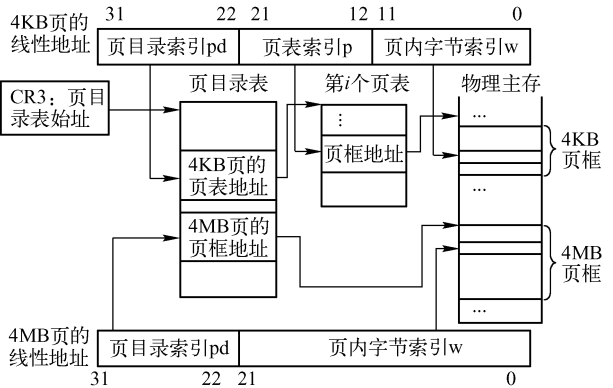 4KB页的
线性地址
31 22 21 12 11 0
页目录索引pd 页表索引p 页内字节索引w
CR3：页目
录表始址
页目录表 第i个页表 物理主存
4KB页的
页表地址
4MB页的
页框地址
⋮
页框地址
...
...
...
4KB
页框
4MB
页框
4MB页的
线性地址
页目录索引pd 页内字节索引w
31 22 21 0